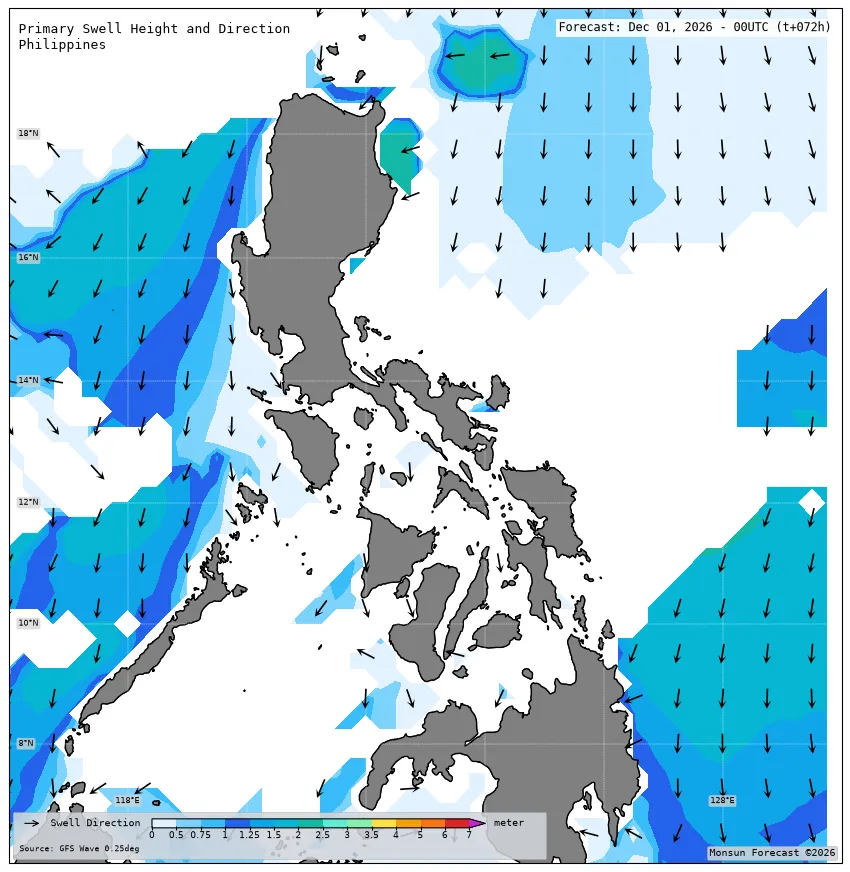 Primary Swell Height and Direction
Philippines
Forecast: Dec 01, 2026 - 00UTC (t+072h)
18°N
16°N
14°N
12°N
10°N
8°N
118°E
128°E
Swell Direction
0 0.5 0.75 1 1.25 1.5 2 2.5 3 3.5 4 5 6 7
meter
Source: GFS Wave 0.25deg
Monsun Forecast ©2026